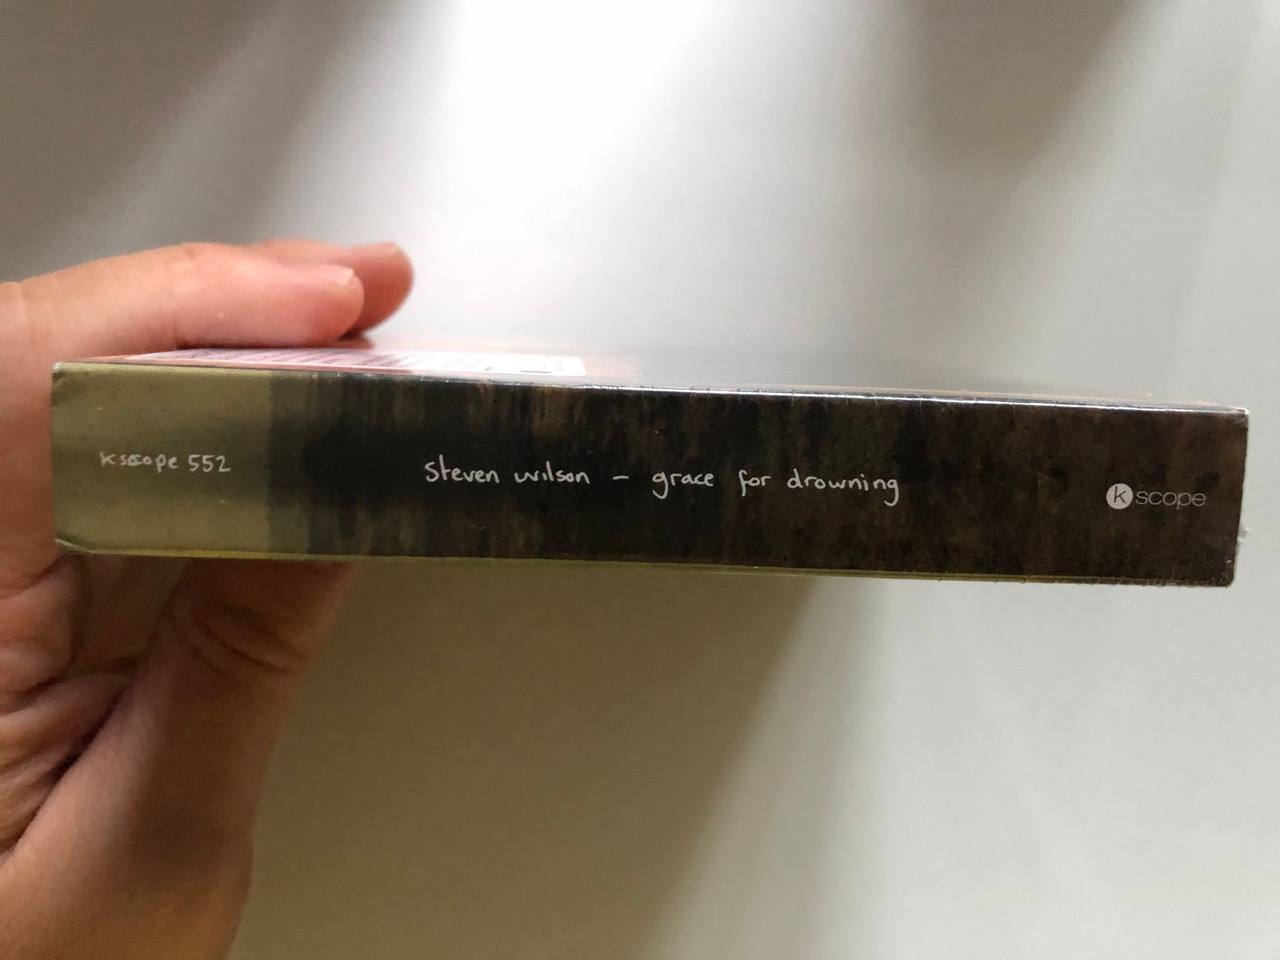 kscope 552
steven wilson – grace for drowning
kscope